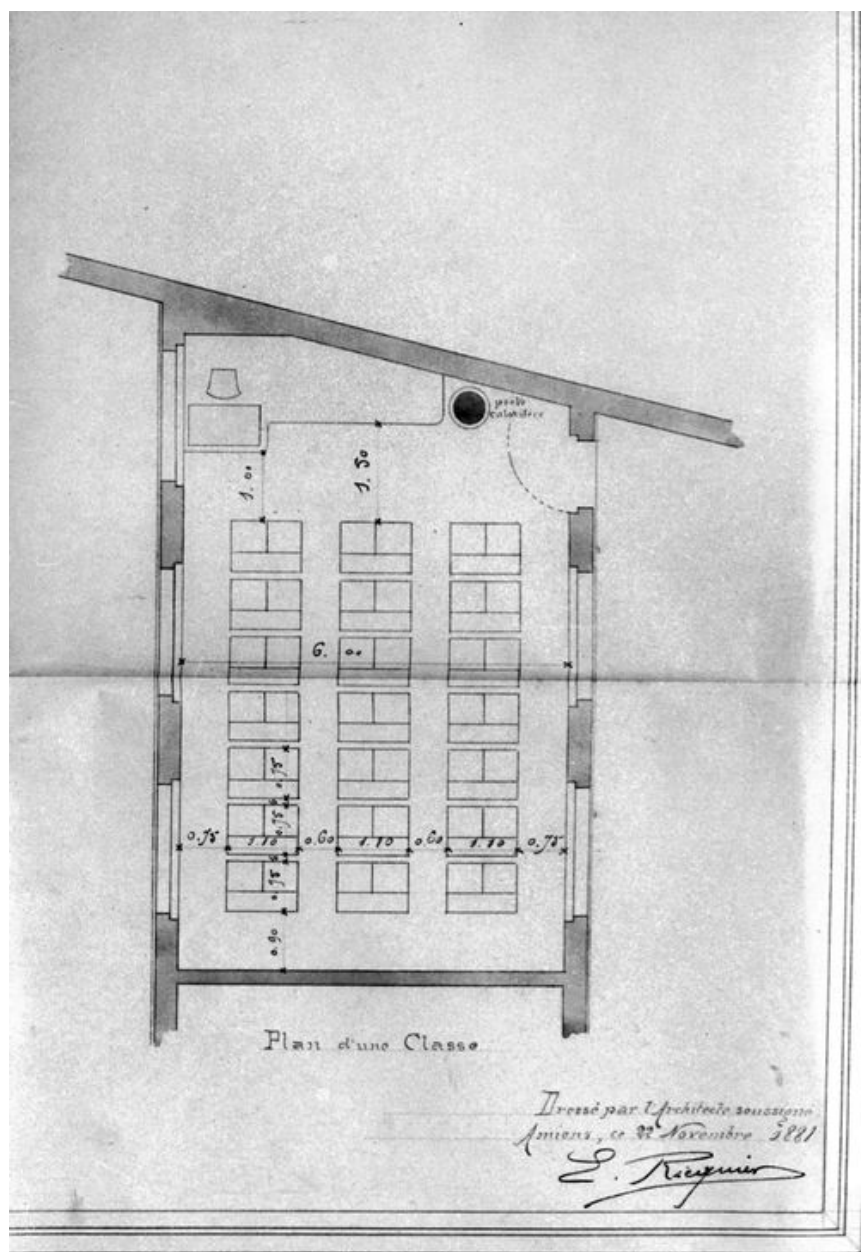 poele
calorifère
1.00
1.50
6.00
0.75
0.75
0.75
0.75 1.10 0.60 1.10 0.60 1.10 0.75
0.90
Plan d'une Classe
Dressé par l'Architecte soussigné
Amiens, ce 22 Novembre 1881
E. Ricquier